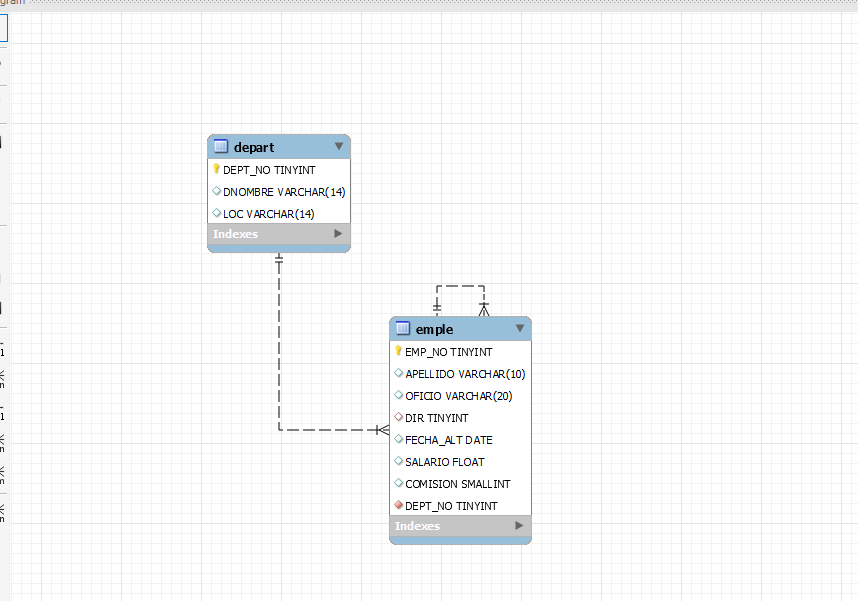 depart
DEPT_NO TINYINT
DNOMBRE VARCHAR(14)
LOC VARCHAR(14)
Indexes
emple
EMP_NO TINYINT
APELLIDO VARCHAR(10)
OFICIO VARCHAR(20)
DIR TINYINT
FECHA_ALT DATE
SALARIO FLOAT
COMISION SMALLINT
DEPT_NO TINYINT
Indexes